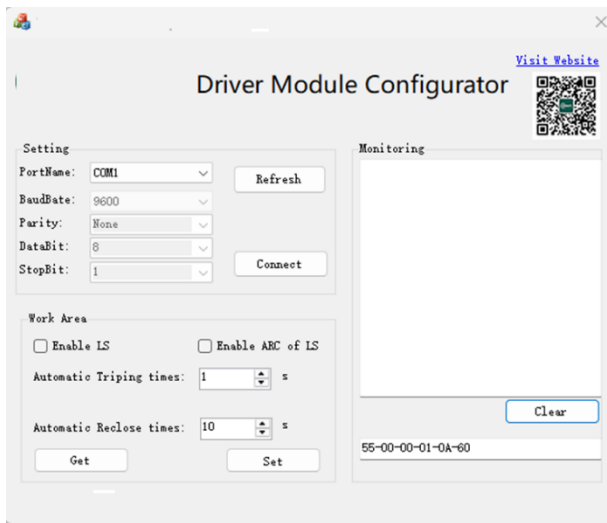 Visit Website
Driver Module Configurator
Setting
PortName: COM1
Refresh
BaudBate: 9600
Parity: None
DataBit: 8
StopBit: 1
Connect
Monitoring
Work Area
Enable LS
Enable ARC of LS
Automatic Triping times: 1 s
Automatic Reclose times: 10 s
Get
Set
Clear
55-00-00-01-0A-60